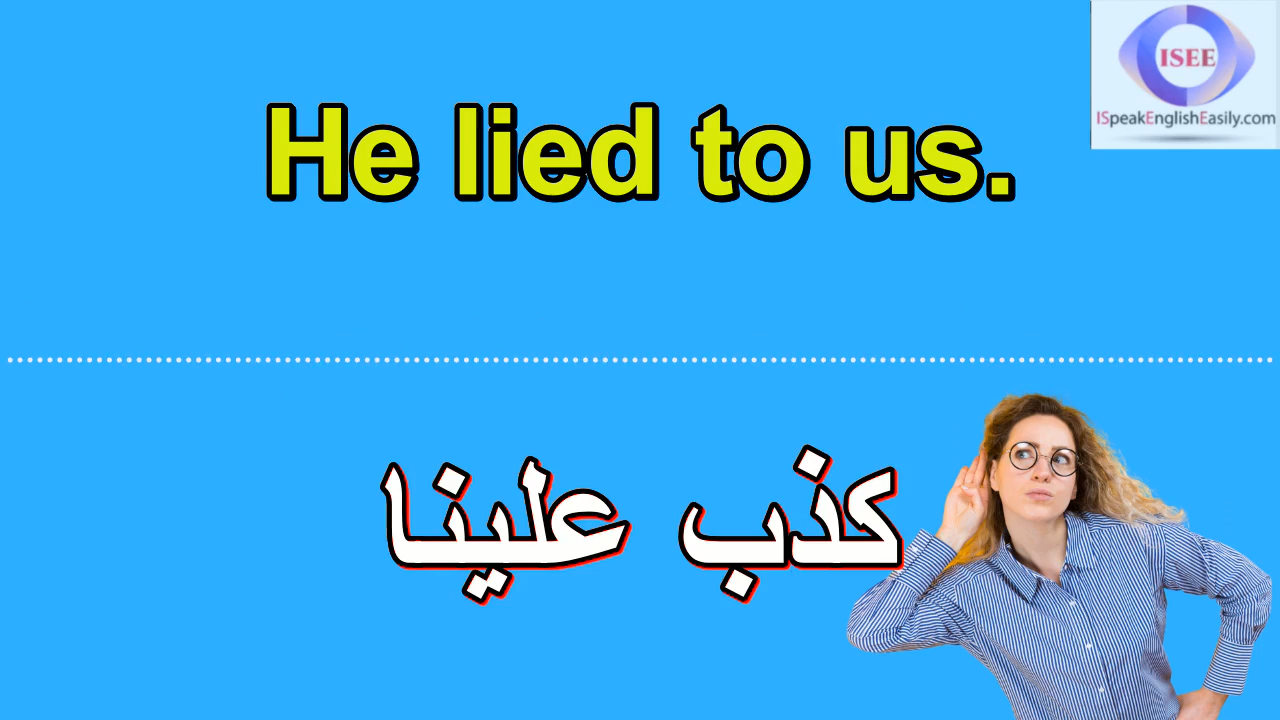 ISEE
ISpeakEnglishEasily.com
He lied to us.
كذب علينا